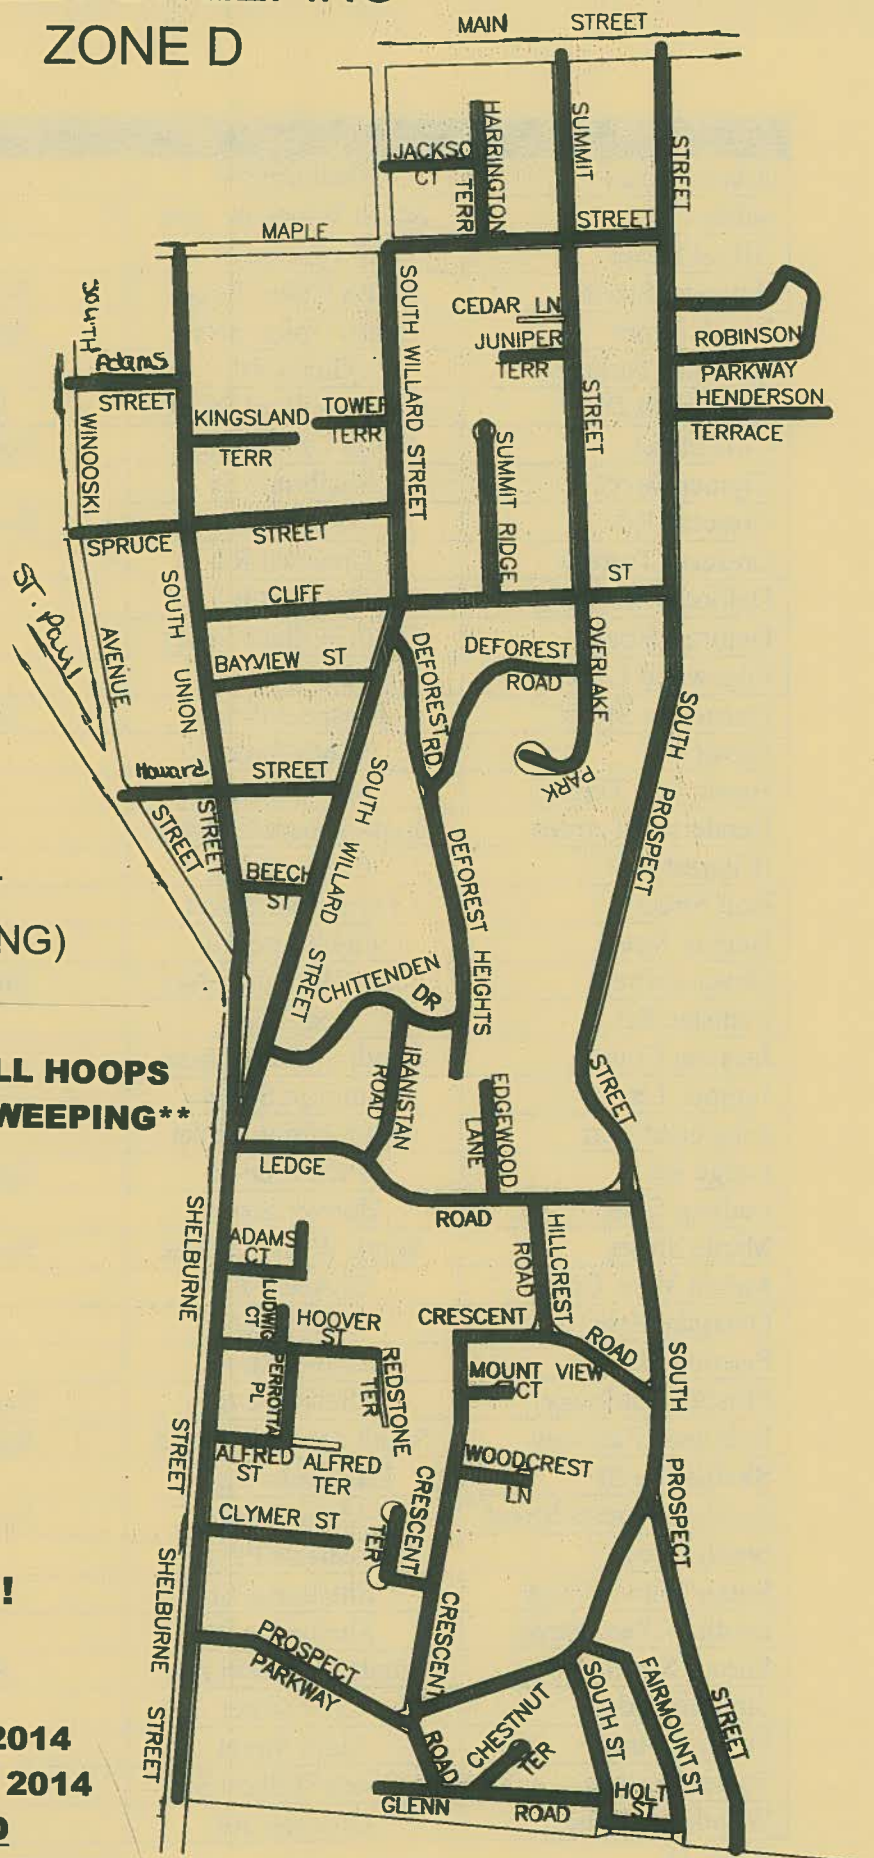 ZONE D
MAIN STREET
HARRINGTON TERR
JACKSO
CT
SUMMIT
STREET
STREET
MAPLE
SOUTH WILLARD STREET
CEDAR LN
JUNIPER
TERR
STREET
ROBINSON
PARKWAY
HENDERSON
TERRACE
SOUTH
Adams
STREET
WINOOSKI
KINGSLAND
TERR
TOWER
TERR
SUMMIT RIDGE
SPRUCE
STREET
ST. Paul
AVENUE
SOUTH UNION
CLIFF
ST
BAYVIEW ST
DEFOREST RD
DEFOREST
ROAD
OVERLAKE
PARK
SOUTH PROSPECT
Howard
STREET
STREET
STREET
SOUTH WILLARD
STREET
BEECH
ST
DEFOREST HEIGHTS
NG)
CHITTENDEN
DR
IRANISTAN
ROAD
LL HOOPS
WEEPING**
EDGEWOOD
LANE
STREET
LEDGE
ROAD
SHELBURNE
ADAMS
CT
LUDWIG
CT
HOOVER
ST
PERROTTA
PL
REDSTONE
TER
HILLCREST
ROAD
CRESCENT
ROAD
MOUNT VIEW
CT
SOUTH
STREET
ALFRED
ST
ALFRED
TER
WOODCREST
LN
CRESCENT
TER
CLYMER ST
PROSPECT
SHELBURNE
STREET
!
PROSPECT
PARKWAY
CRESCENT
ROAD
CHESTNUT
TER
SOUTH ST
FAIRMOUNT ST
STREET
2014
2014
GLENN
ROAD
HOLT
ST